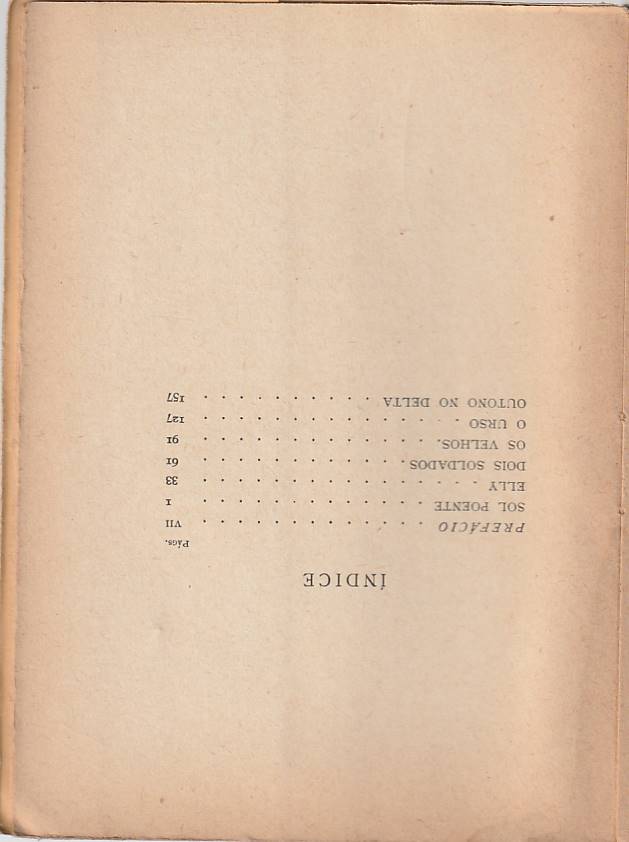 ÍNDICE
Págs.
PREFÁCIO . . . . . . . . . . . . . VII
SOL POENTE . . . . . . . . . . . . . 1
ELLY . . . . . . . . . . . . . . . . 33
DOIS SOLDADOS . . . . . . . . . . . . 61
OS VELHOS. . . . . . . . . . . . . . 91
O URSO . . . . . . . . . . . . . . . 127
OUTONO NO DELTA . . . . . . . . . . 157